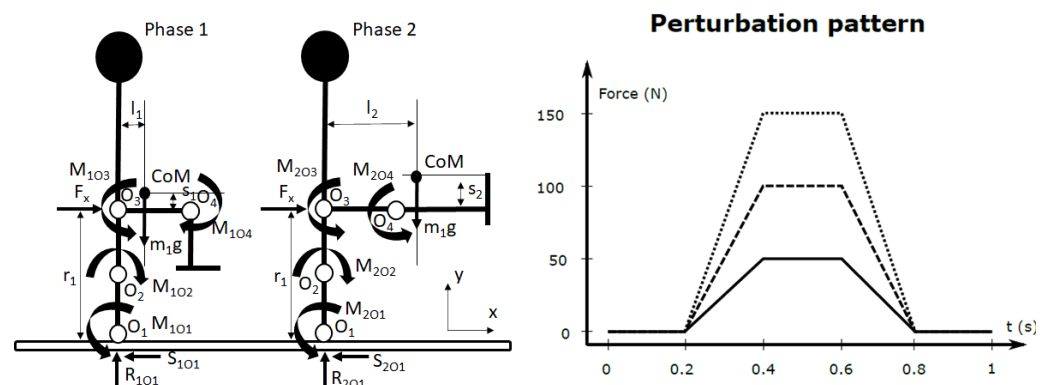 Phase 1
l1
M1O3
CoM
Fx
O3
s1
O4
m1g
M1O4
r1
O2
M1O2
O1
M1O1
S1O1
R1O1
Phase 2
l2
M2O3
M2O4
CoM
Fx
O3
s2
O4
m1g
r1
M2O2
O2
M2O1
O1
S2O1
R2O1
y
x
Perturbation pattern
Force (N)
150
100
50
0
t (s)
0 0.2 0.4 0.6 0.8 1